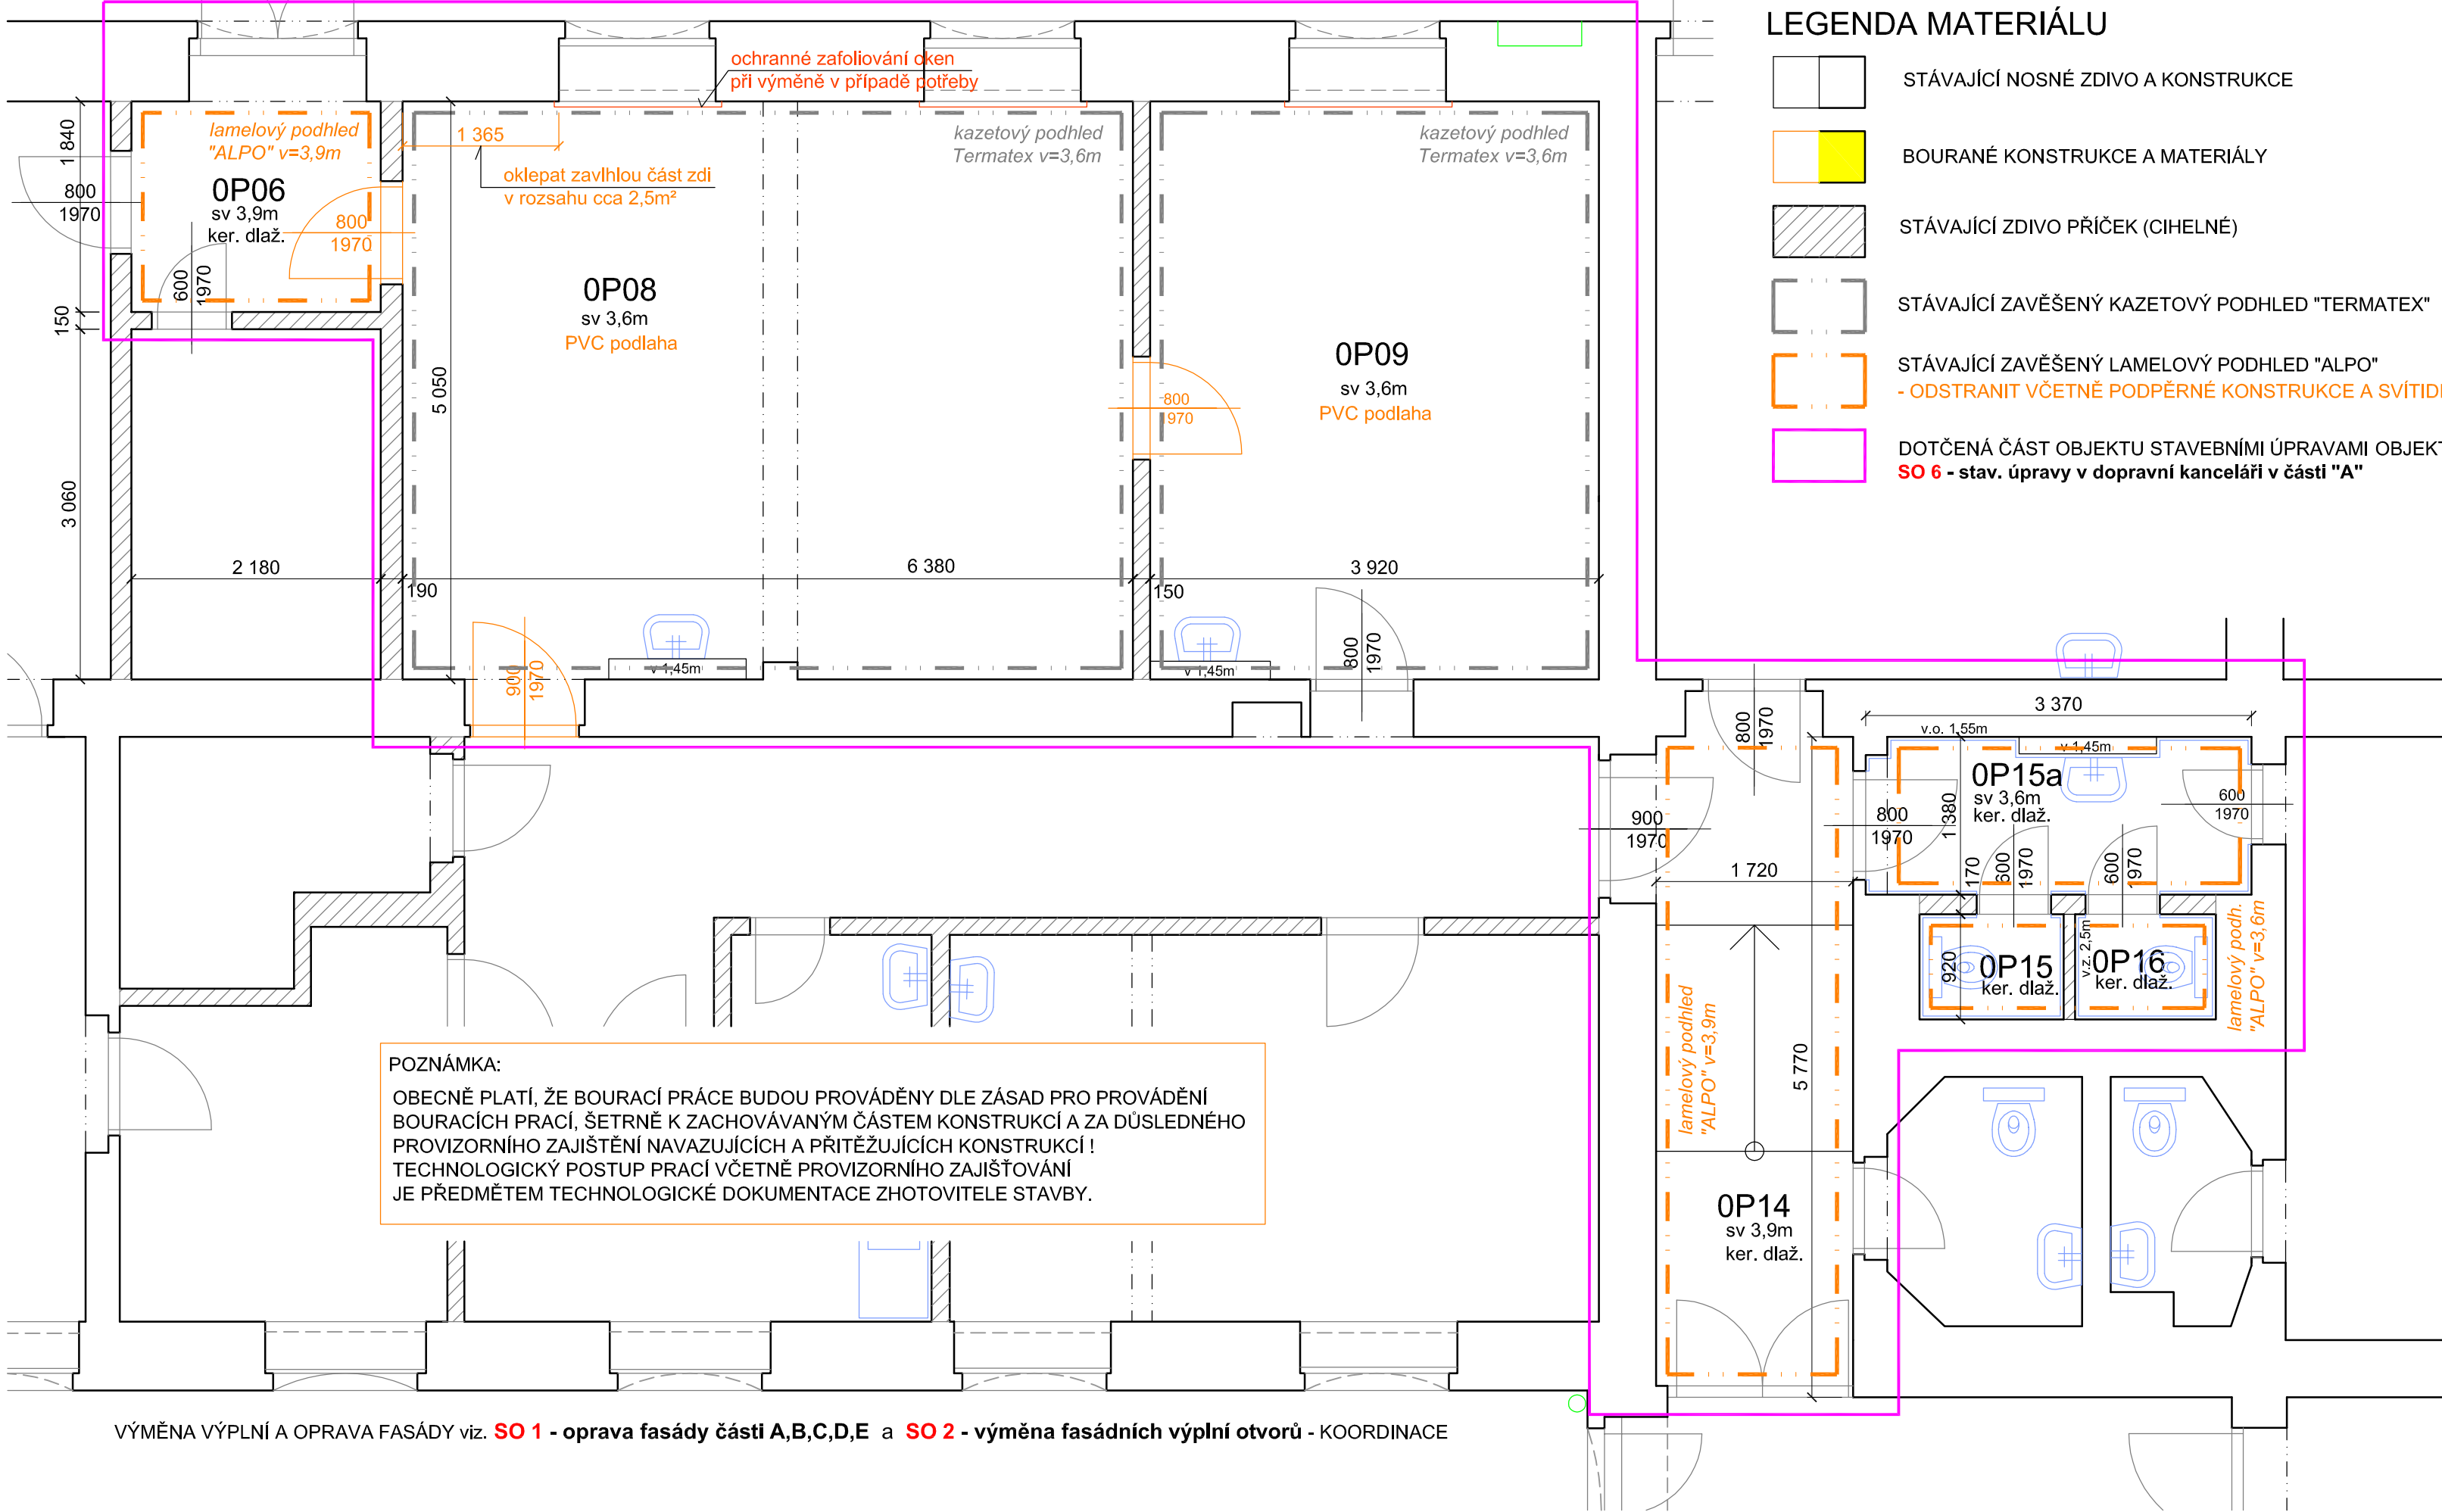 LEGENDA MATERIÁLU
STÁVAJÍCÍ NOSNÉ ZDIVO A KONSTRUKCE
BOURANÉ KONSTRUKCE A MATERIÁLY
STÁVAJÍCÍ ZDIVO PŘÍČEK (CIHELNÉ)
STÁVAJÍCÍ ZAVĚŠENÝ KAZETOVÝ PODHLED "TERMATEX"
STÁVAJÍCÍ ZAVĚŠENÝ LAMELOVÝ PODHLED "ALPO"
- ODSTRANIT VČETNĚ PODPĚRNÉ KONSTRUKCE A
DOTČENÁ ČÁST OBJEKTU STAVEBNÍMI ÚPRAVAMI
SO 6 - stav. úpravy v dopravní kanceláři v části "A"
ochranné zafoliování oken
při výměně v případě potřeby
lamelový podhled
"ALPO" v=3,9m
0P06
sv 3,9m
ker. dlaž.
1 840
800
1970
800
1970
600
1970
150
3 060
2 180
190
1 365
oklepat zavlhlou část zdi
v rozsahu cca 2,5m²
kazetový podhled
Termatex v=3,6m
0P08
sv 3,6m
PVC podlaha
5 050
6 380
900
1970
v 1,45m
kazetový podhled
Termatex v=3,6m
0P09
sv 3,6m
PVC podlaha
800
1970
150
3 920
v 1,45m
800
1970
800
1970
3 370
v.o. 1,55m
v 1,45m
0P15a
sv 3,6m
ker. dlaž.
1 380
600
1970
800
1970
900
1970
1 720
170
600
1970
600
1970
920
0P15
ker. dlaž.
v.z. 2,5m
0P16
ker. dlaž.
lamelový podh.
"ALPO" v=3,6m
lamelový podhled
"ALPO" v=3,9m
5 770
0P14
sv 3,9m
ker. dlaž.
POZNÁMKA:
OBECNĚ PLATÍ, ŽE BOURACÍ PRÁCE BUDOU PROVÁDĚNY DLE ZÁSAD PRO PROVÁDĚNÍ
BOURACÍCH PRACÍ, ŠETRNĚ K ZACHOVÁVANÝM ČÁSTEM KONSTRUKCÍ A ZA DŮSLEDNÉHO
PROVIZORNÍHO ZAJIŠTĚNÍ NAVAZUJÍCÍCH A PŘITĚŽUJÍCÍCH KONSTRUKCÍ !
TECHNOLOGICKÝ POSTUP PRACÍ VČETNĚ PROVIZORNÍHO ZAJIŠŤOVÁNÍ
JE PŘEDMĚTEM TECHNOLOGICKÉ DOKUMENTACE ZHOTOVITELE STAVBY.
VÝMĚNA VÝPLNÍ A OPRAVA FASÁDY viz. SO 1 - oprava fasády části A,B,C,D,E a SO 2 - výměna fasádních výplní otvorů - KOORDINACE